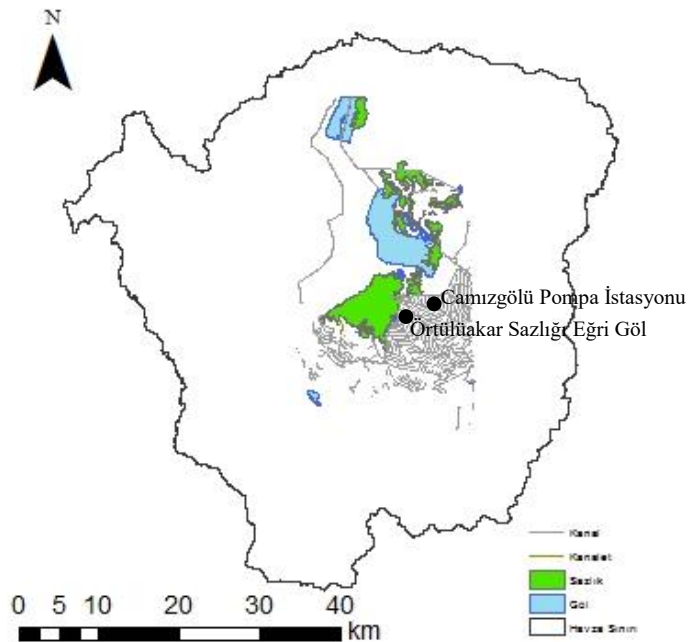 N
Camızgölü Pompa İstasyonu
Örtülüakar Sazlığı Eğri Göl
Kanal
Kanalet
Sazlık
Göl
Havza Sınırı
0 5 10 20 30 40
km